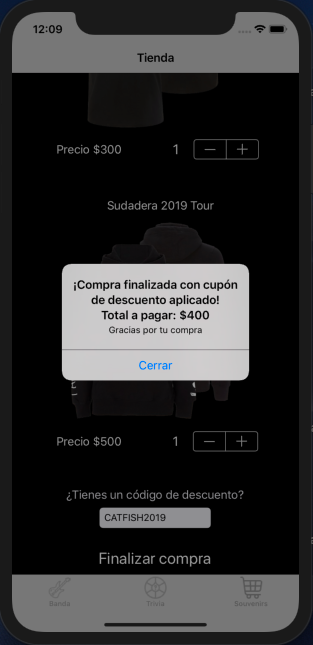 12:09
Tienda
Precio $300
1
Sudadera 2019 Tour
¡Compra finalizada con cupón
de descuento aplicado!
Total a pagar: $400
Gracias por tu compra
Cerrar
Precio $500
1
¿Tienes un código de descuento?
CATFISH2019
Finalizar compra
Banda
Trivia
Souvenirs